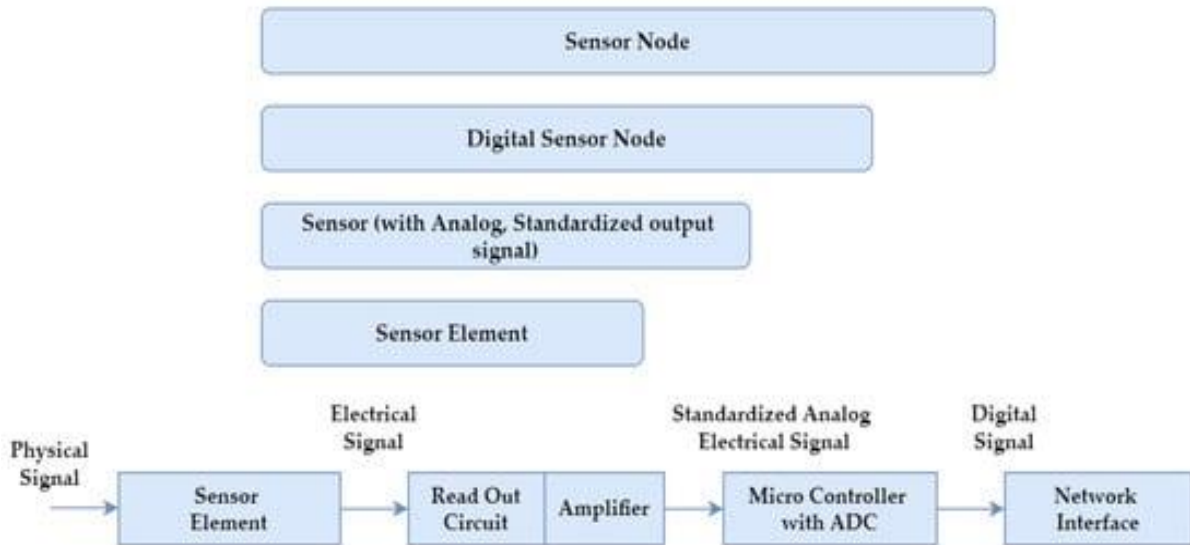 Sensor Node
Digital Sensor Node
Sensor (with Analog, Standardized output
signal)
Sensor Element
Physical
Signal
Sensor
Element
Electrical
Signal
Read Out
Circuit
Amplifier
Standardized Analog
Electrical Signal
Micro Controller
with ADC
Digital
Signal
Network
Interface